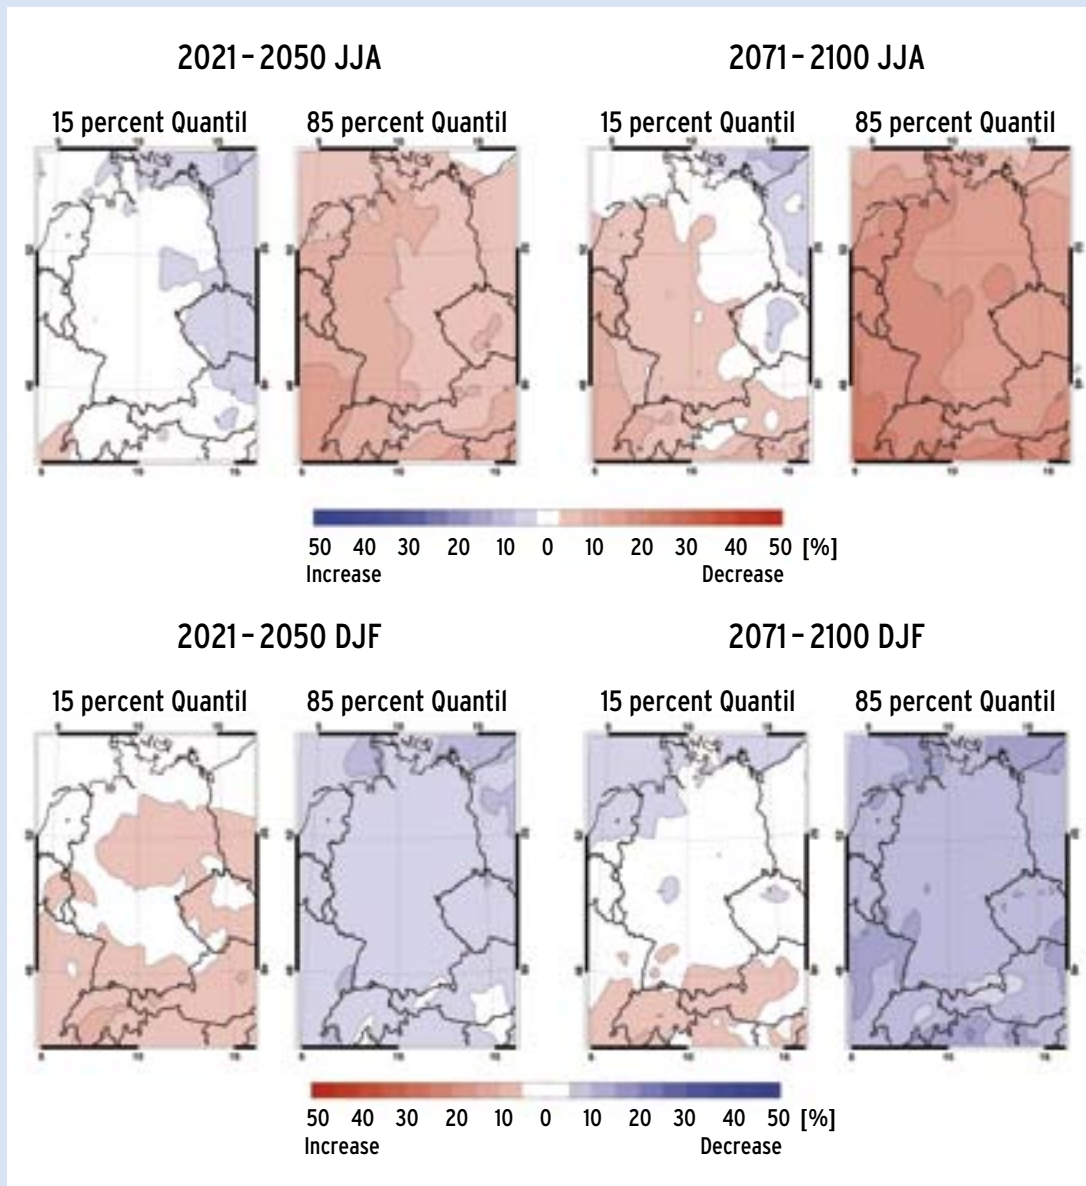 2021 – 2050 JJA
2071 – 2100 JJA
15 percent Quantil
85 percent Quantil
15 percent Quantil
85 percent Quantil
50 40 30 20 10 0 10 20 30 40 50 [%]
Increase Decrease
2021 – 2050 DJF
2071 – 2100 DJF
15 percent Quantil
85 percent Quantil
15 percent Quantil
85 percent Quantil
50 40 30 20 10 0 10 20 30 40 50 [%]
Increase Decrease